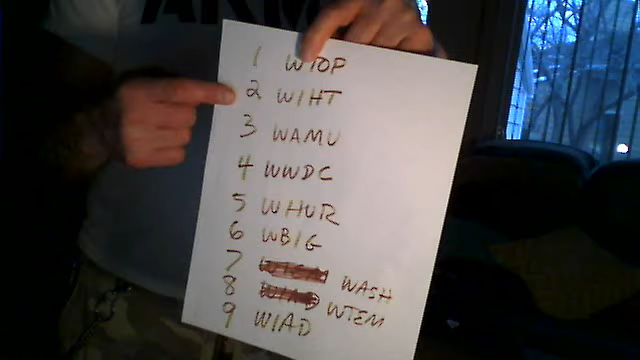 1 WTOP
2 WIHT
3 WAMU
4 WWDC
5 WHUR
6 WBIG
7 WASH
8 WTEM
9 WIAD